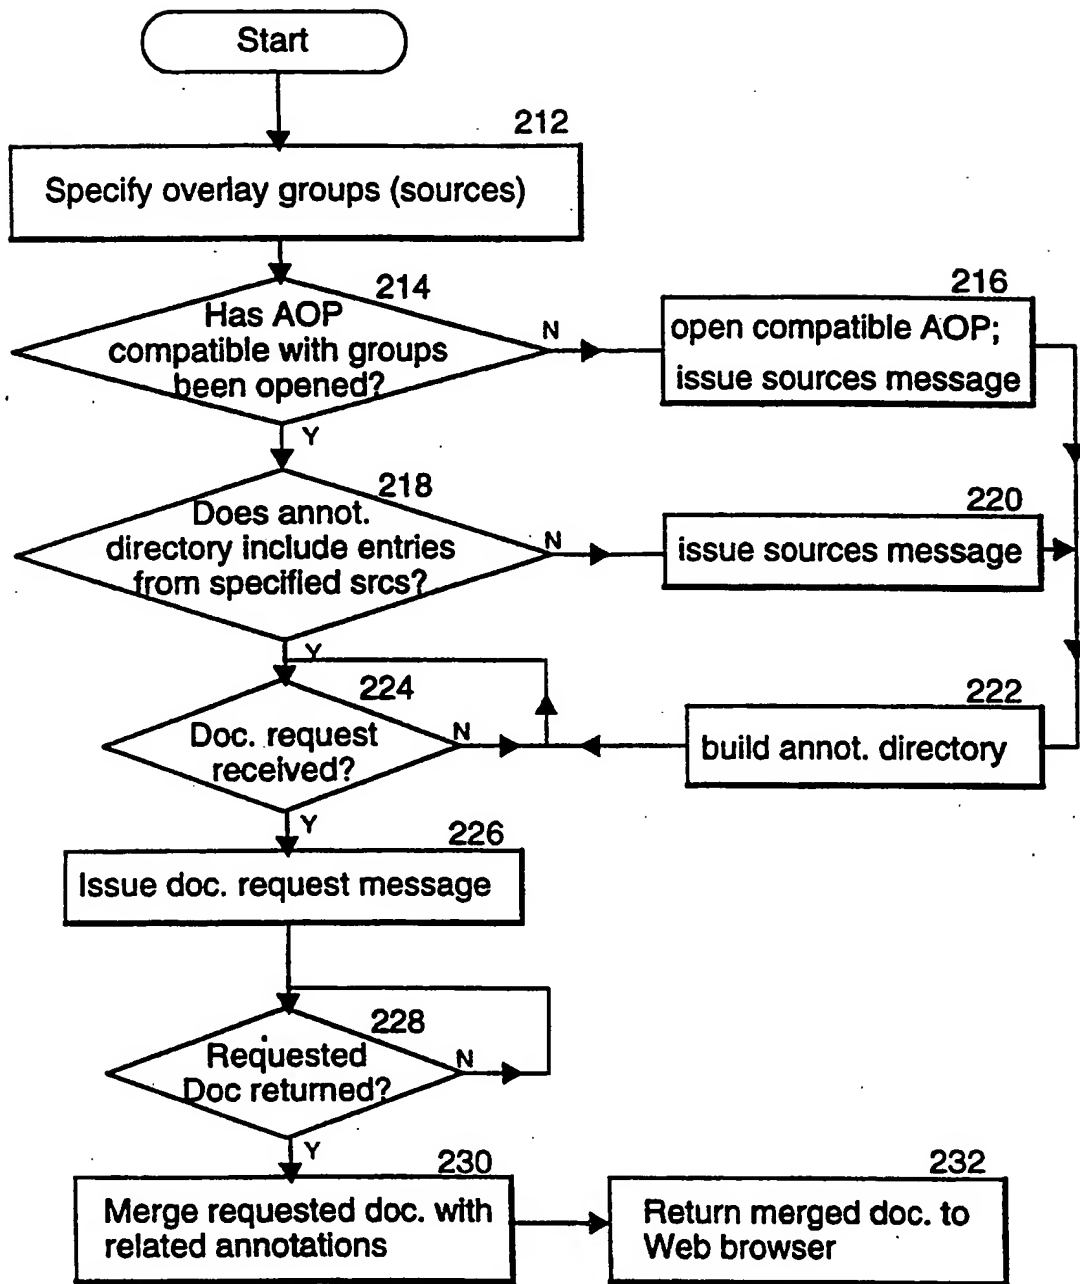 Start
212
Specify overlay groups (sources)
214
Has AOP
compatible with groups
been opened?
N
216
open compatible AOP;
issue sources message
Y
218
Does annot.
directory include entries
from specified srcs?
N
220
issue sources message
Y
224
Doc. request
received?
N
222
build annot. directory
Y
226
Issue doc. request message
228
Requested
Doc returned?
N
Y
230
Merge requested doc. with
related annotations
232
Return merged doc. to
Web browser